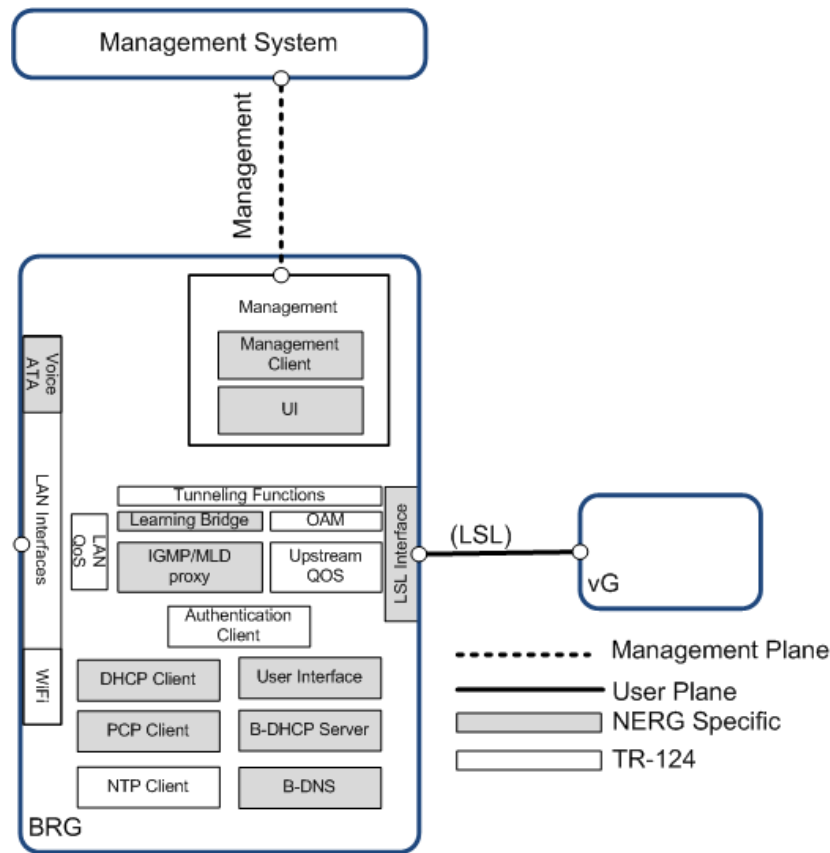 Management System
Management
Management
Management
Client
UI
Voice
ATA
LAN Interfaces
WiFi
Tunneling Functions
Learning Bridge
OAM
LAN
QoS
IGMP/MLD
proxy
Upstream
QOS
LSL Interface
(LSL)
vG
Authentication
Client
DHCP Client
User Interface
PCP Client
B-DHCP Server
NTP Client
B-DNS
BRG
Management Plane
User Plane
NERG Specific
TR-124